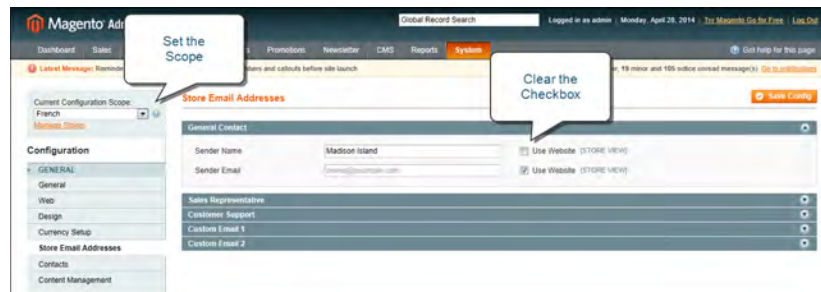 Magento Ad
Global Record Search
Logged in as admin | Monday, April 28, 2014 | Try Magento Go for Free | Log Out
Set the
Scope
Dashboard Sales
Promotions Newsletter CMS Reports System
Get help for this page
Latest Message: Reminder
and callouts before site launch
19 minor and 105 notice unread message(s).
Clear the
Checkbox
Current Configuration Scope:
French
Manage Stores
Store Email Addresses
Save Config
General Contact
Configuration
Sender Name Madison Island Use Website [STORE VIEW]
GENERAL
Sender Email Use Website [STORE VIEW]
General
Web
Sales Representative
Design
Customer Support
Currency Setup
Custom Email 1
Store Email Addresses
Custom Email 2
Contacts
Content Management